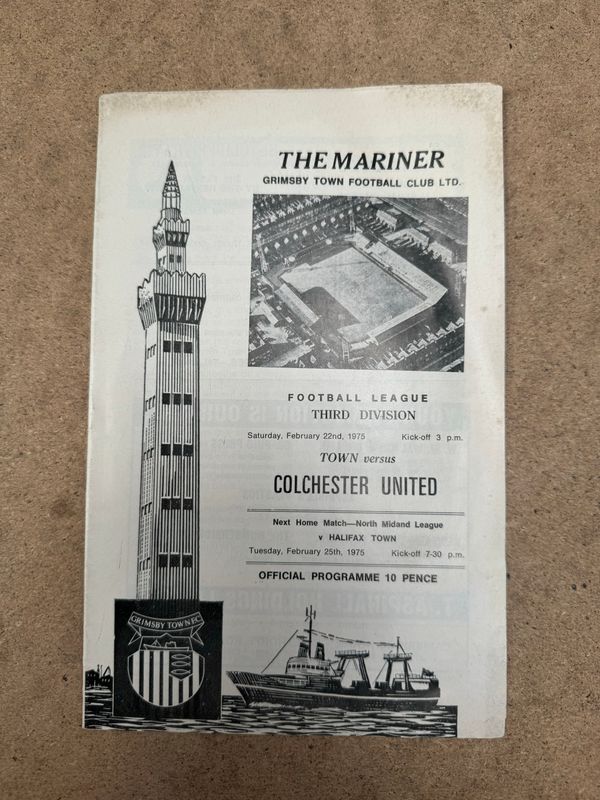 THE MARINER
GRIMSBY TOWN FOOTBALL CLUB LTD.
FOOTBALL LEAGUE
THIRD DIVISION
Saturday, February 22nd, 1975 Kick-off 3 p.m.
TOWN versus
COLCHESTER UNITED
Next Home Match—North Midand League
v HALIFAX TOWN
Tuesday, February 25th, 1975 Kick-off 7-30 p.m.
OFFICIAL PROGRAMME 10 PENCE
GRIMSBY TOWN F.C.